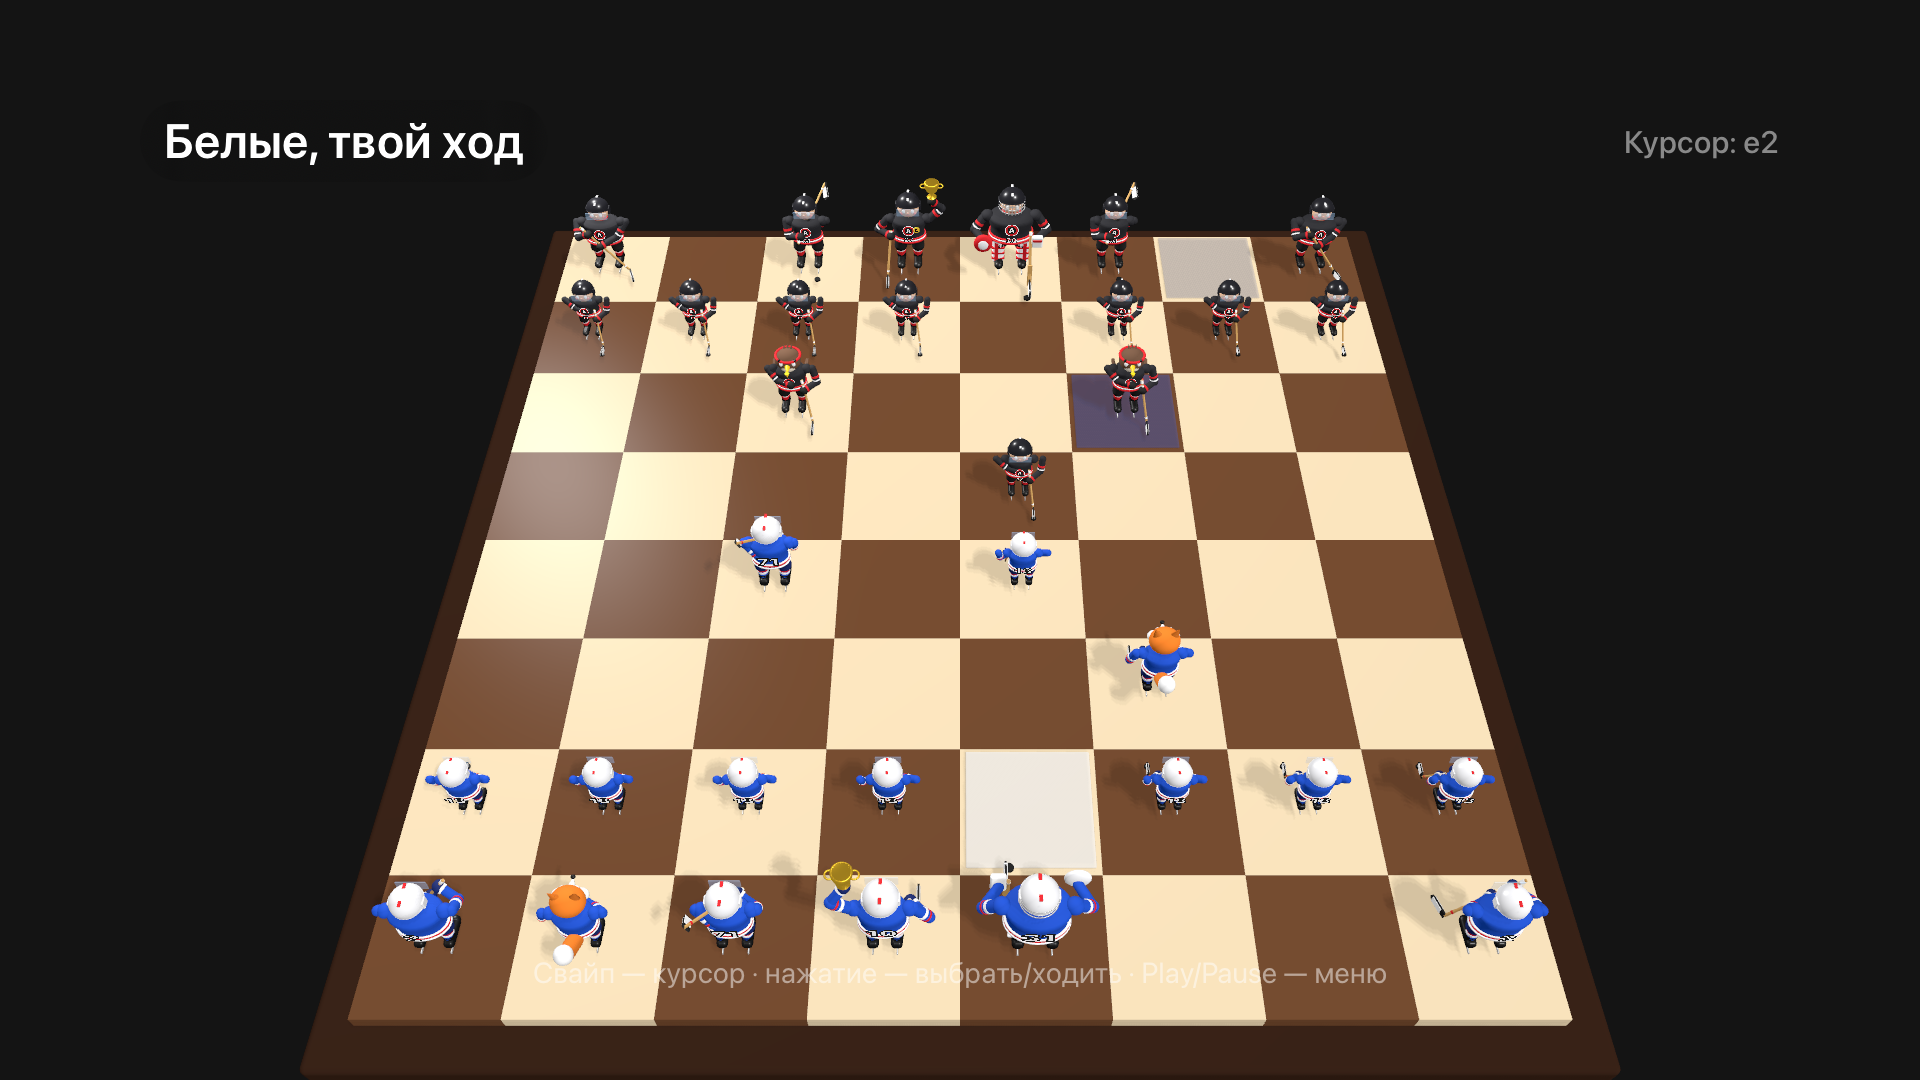 Белые, твой ход
Курсор: e2
Свайп — курсор · нажатие — выбрать/ходить · Play/Pause — меню